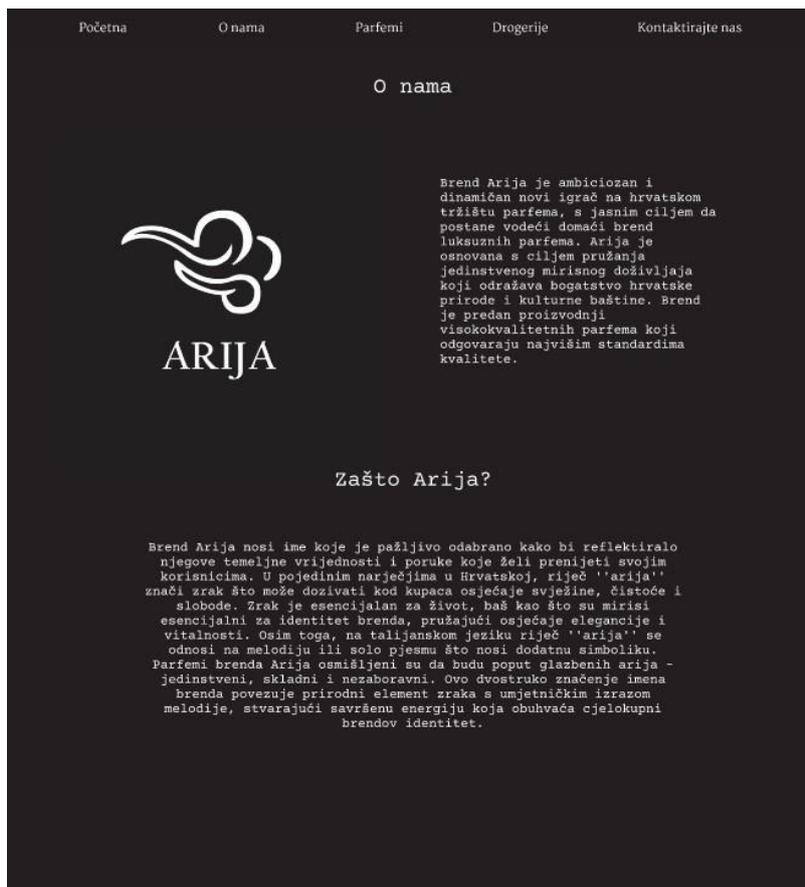 Početna O nama Parfemi Drogerije Kontaktirajte nas
O nama
Brend Arija je ambiciozan i
dinamičan novi igrač na hrvatskom
tržištu parfema, s jasnim ciljem da
postane vodeći domaći brend
luksuznih parfema. Arija je
osnovana s ciljem pružanja
jedinstvenog mirisnog doživljaja
koji odražava bogatstvo hrvatske
prirode i kulturne baštine. Brend
je predan proizvodnji
visokokvalitetnih parfema koji
odgovaraju najvišim standardima
kvalitete.
ARIJA
Zašto Arija?
Brend Arija nosi ime koje je pažljivo odabrano kako bi reflektiralo
njegove temeljne vrijednosti i poruke koje želi prenijeti svojim
korisnicima. U pojedinim narječjima u Hrvatskoj, riječ ''arija''
znači zrak što može dozivati kod kupaca osjećaje svježine, čistoće i
slobode. Zrak je esencijalan za život, baš kao što su mirisi
esencijalni za identitet brenda, pružajući osjećaje elegancije i
vitalnosti. Osim toga, na talijanskom jeziku riječ ''arija'' se
odnosi na melodiju ili solo pjesmu što nosi dodatnu simboliku.
Parfemi brenda Arija osmišljeni su da budu poput glazbenih arija –
jedinstveni, skladni i nezaboravni. Ovo dvostruko značenje imena
brenda povezuje prirodni element zraka s umjetničkim izrazom
melodije, stvarajući savršenu energiju koja obuhvaća cjelokupni
brendov identitet.